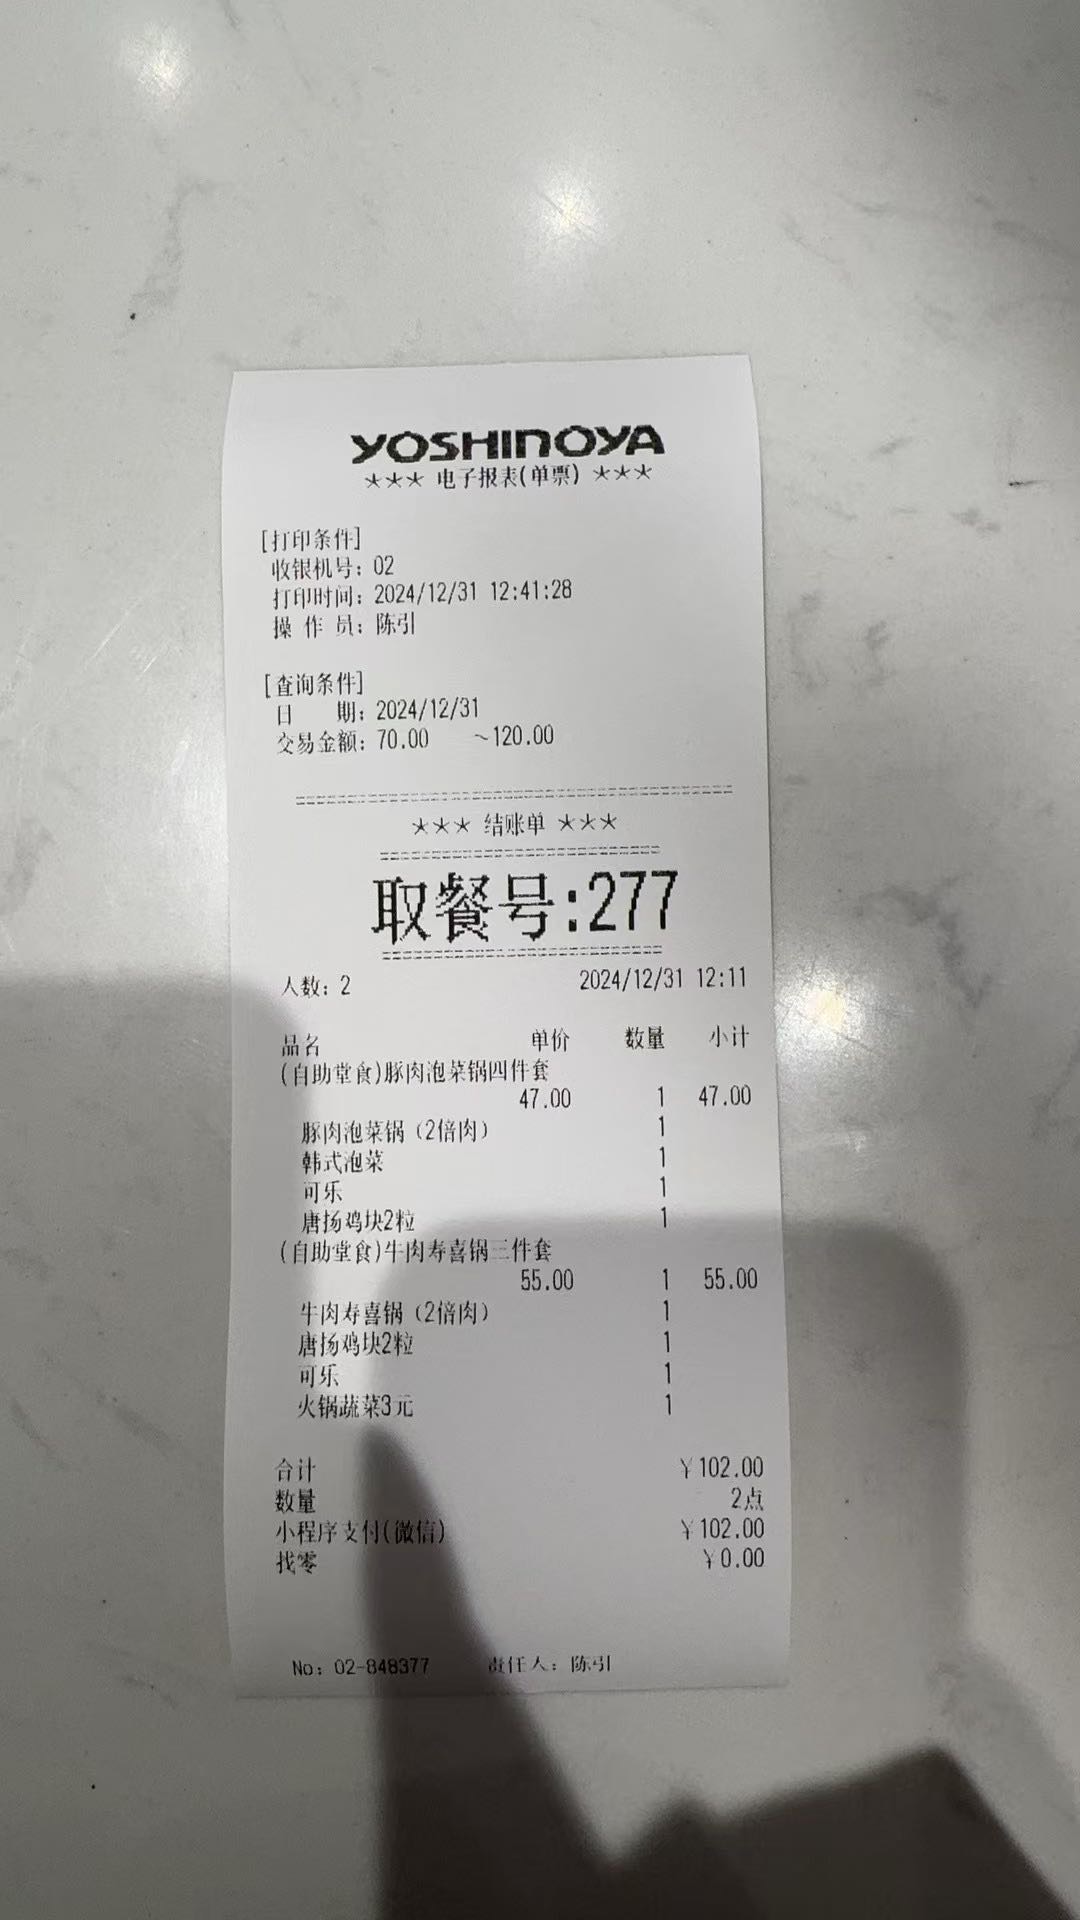 YOSHINOYA
*** 电子报表(单票) ***
[打印条件]
收银机号: 02
打印时间: 2024/12/31 12:41:28
操 作 员: 陈引
[查询条件]
日 期: 2024/12/31
交易金额: 70.00 ~120.00
*** 结账单 ***
取餐号:277
人数: 2 2024/12/31 12:11
品名 单价 数量 小计
(自助堂食)豚肉泡菜锅四件套
47.00 1 47.00
豚肉泡菜锅（2倍肉） 1
韩式泡菜 1
可乐 1
唐扬鸡块2粒 1
(自助堂食)牛肉寿喜锅三件套
55.00 1 55.00
牛肉寿喜锅（2倍肉） 1
唐扬鸡块2粒 1
可乐 1
火锅蔬菜3元 1
合计 ¥102.00
数量 2点
小程序支付(微信) ¥102.00
找零 ¥0.00
No: 02-848377 责任人: 陈引